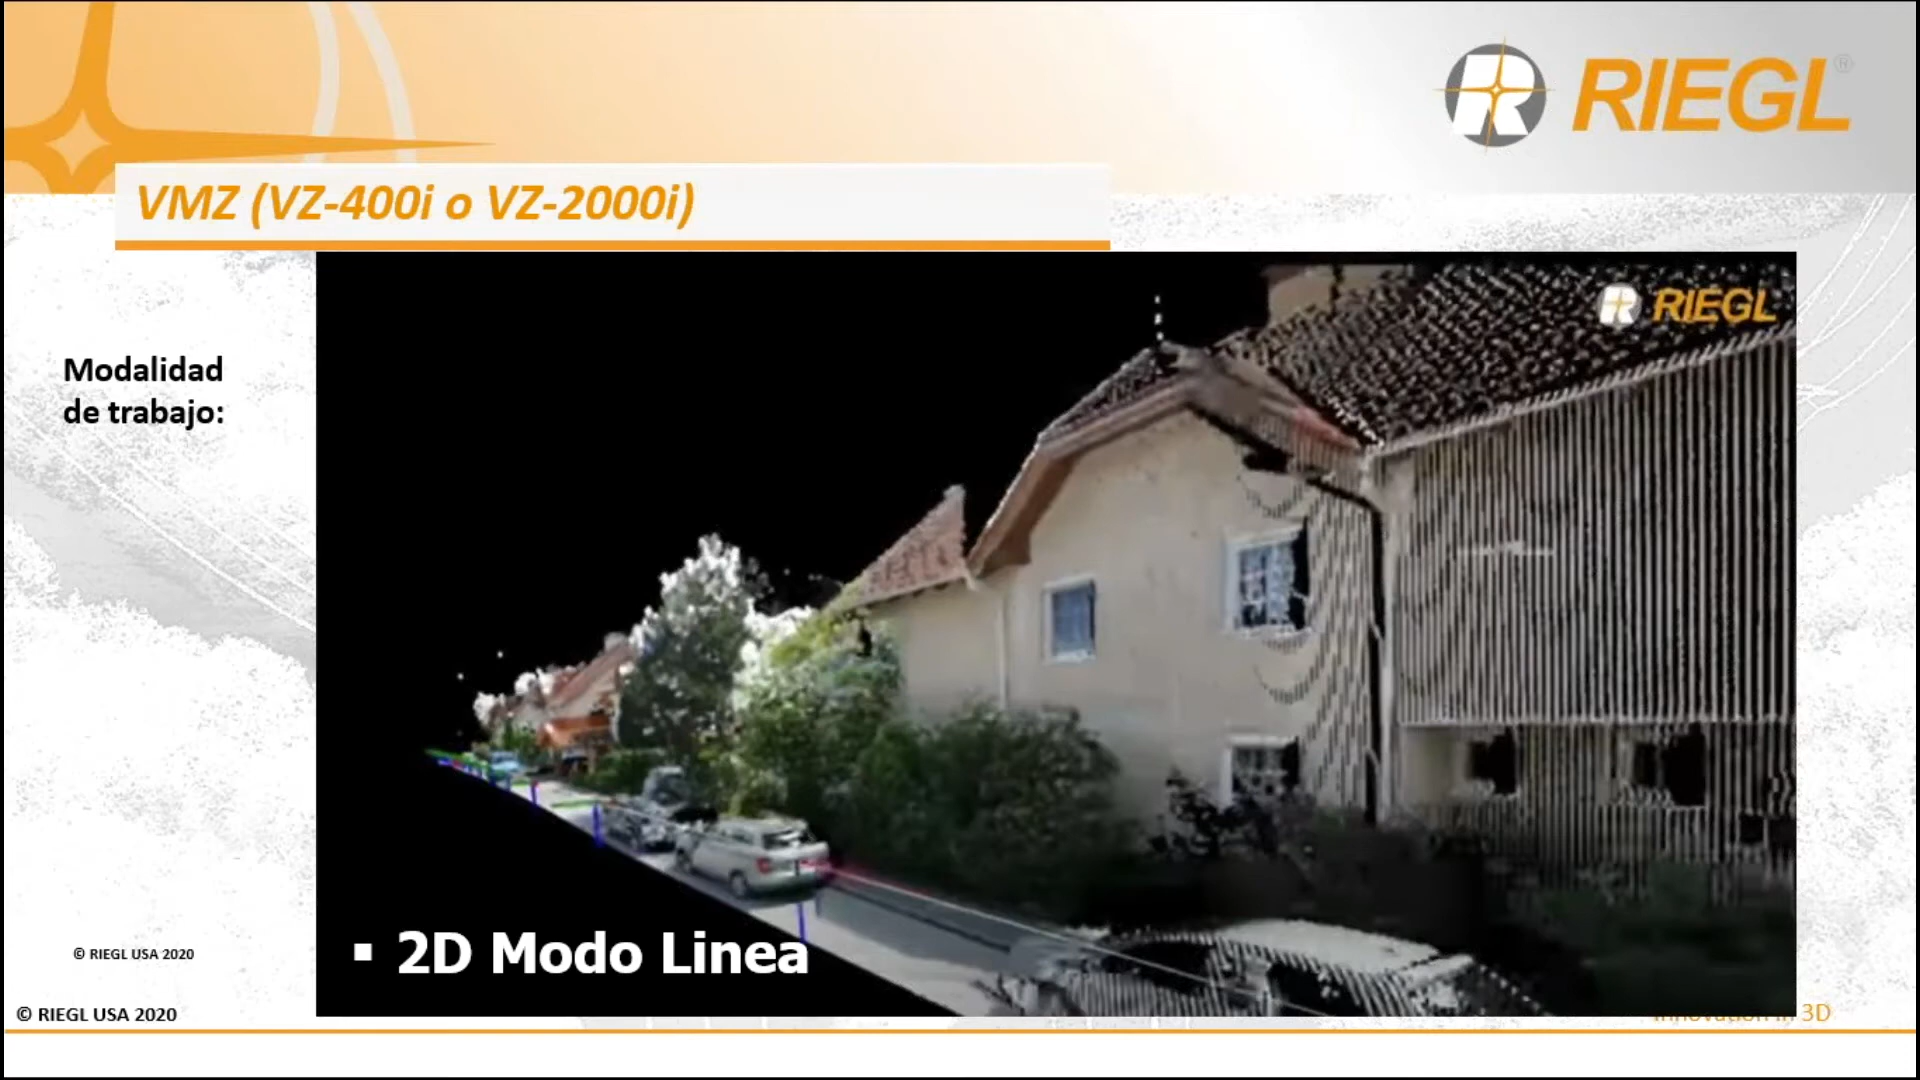 RIEGL®
VMZ (VZ-400i o VZ-2000i)
RIEGL
Modalidad
de trabajo:
▪ 2D Modo Linea
© RIEGL USA 2020
© RIEGL USA 2020
3D